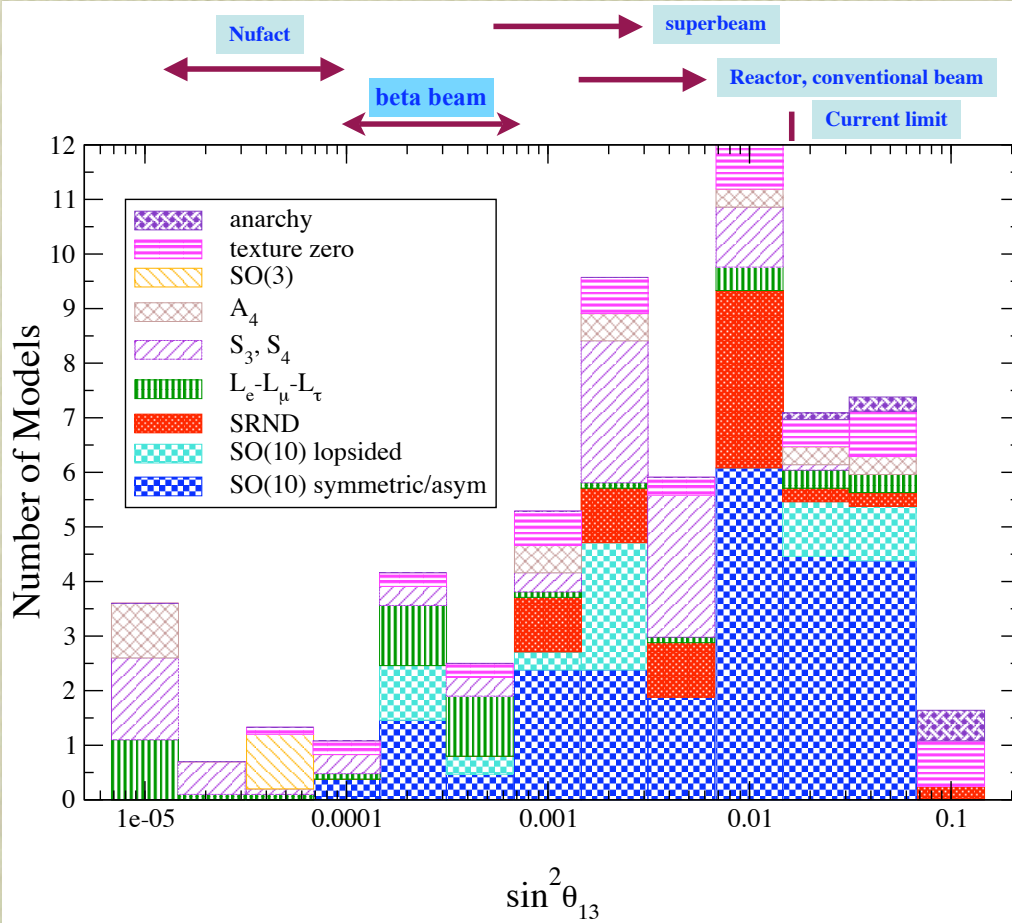 superbeam
Nufact
Reactor, conventional beam
beta beam
Current limit
12
11
10
9
8
7
6
5
4
3
2
1
0
Number of Models
anarchy
texture zero
SO(3)
A₄
S₃, S₄
Lₑ-L_μ-L_τ
SRND
SO(10) lopsided
SO(10) symmetric/asym
1e-05 0.0001 0.001 0.01 0.1
sin²θ₁₃